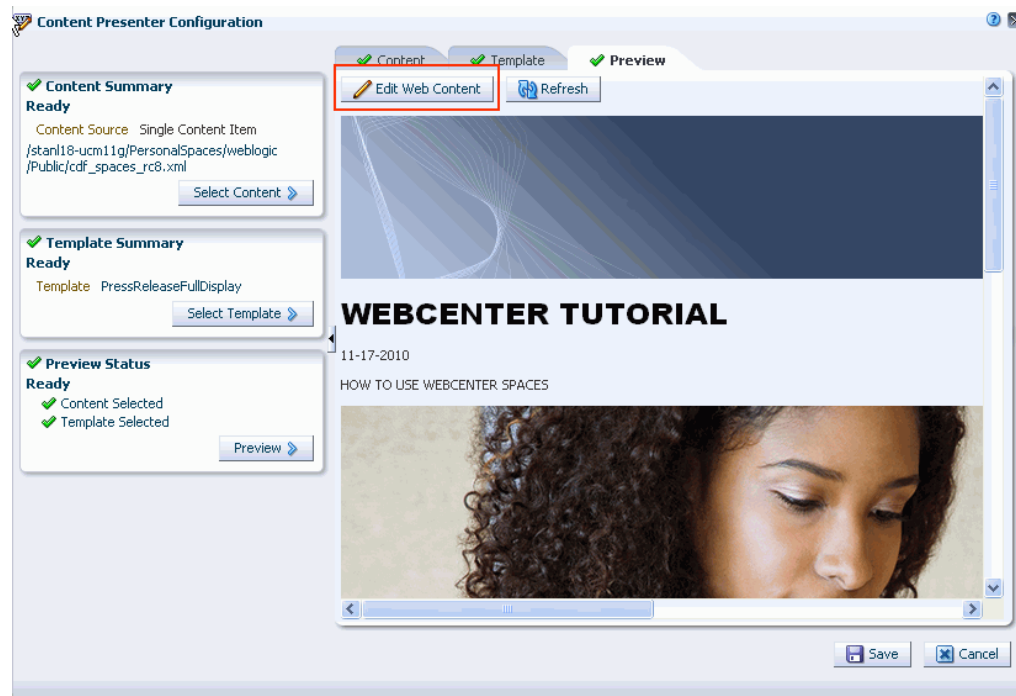 Content Presenter Configuration
Content
Template
Preview
Content Summary
Ready
Content Source Single Content Item
/stanl18-ucm11g/PersonalSpaces/weblogic
/Public/cdf_spaces_rc8.xml
Select Content
Template Summary
Ready
Template PressReleaseFullDisplay
Select Template
Preview Status
Ready
Content Selected
Template Selected
Preview
Edit Web Content
Refresh
WEBCENTER TUTORIAL
11-17-2010
HOW TO USE WEBCENTER SPACES
Save
Cancel